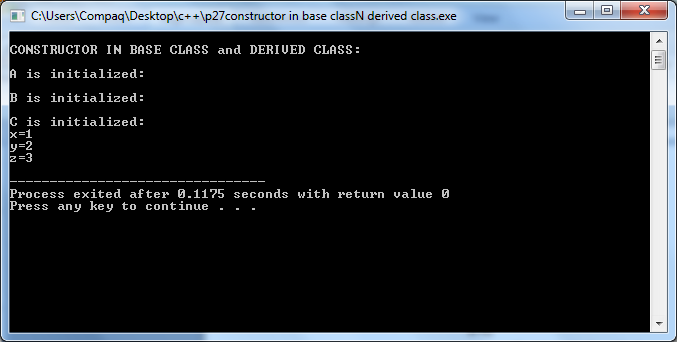 C:\Users\Compaq\Desktop\c++\p27constructor in base classN derived class.exe
CONSTRUCTOR IN BASE CLASS and DERIVED CLASS:
A is initialized:
B is initialized:
C is initialized:
x=1
y=2
z=3
--------------------------------
Process exited after 0.1175 seconds with return value 0
Press any key to continue . . .